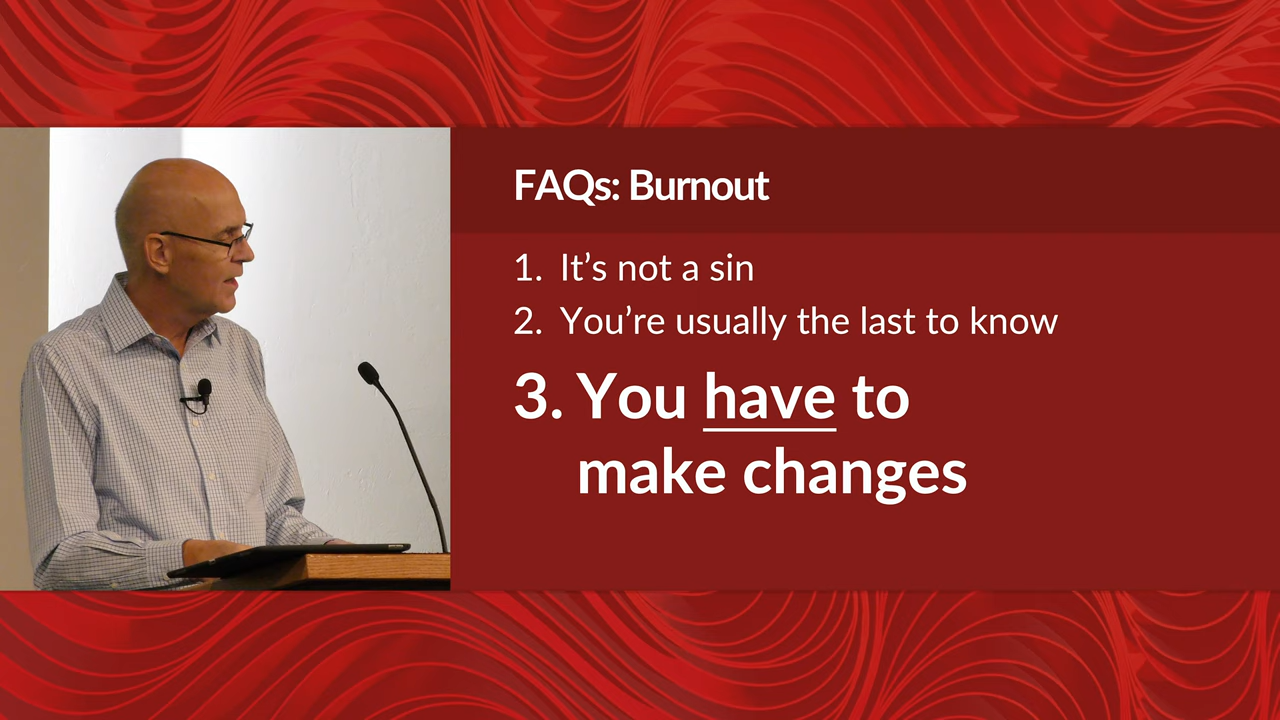 FAQs: Burnout
1. It’s not a sin
2. You’re usually the last to know
3. You have to
make changes